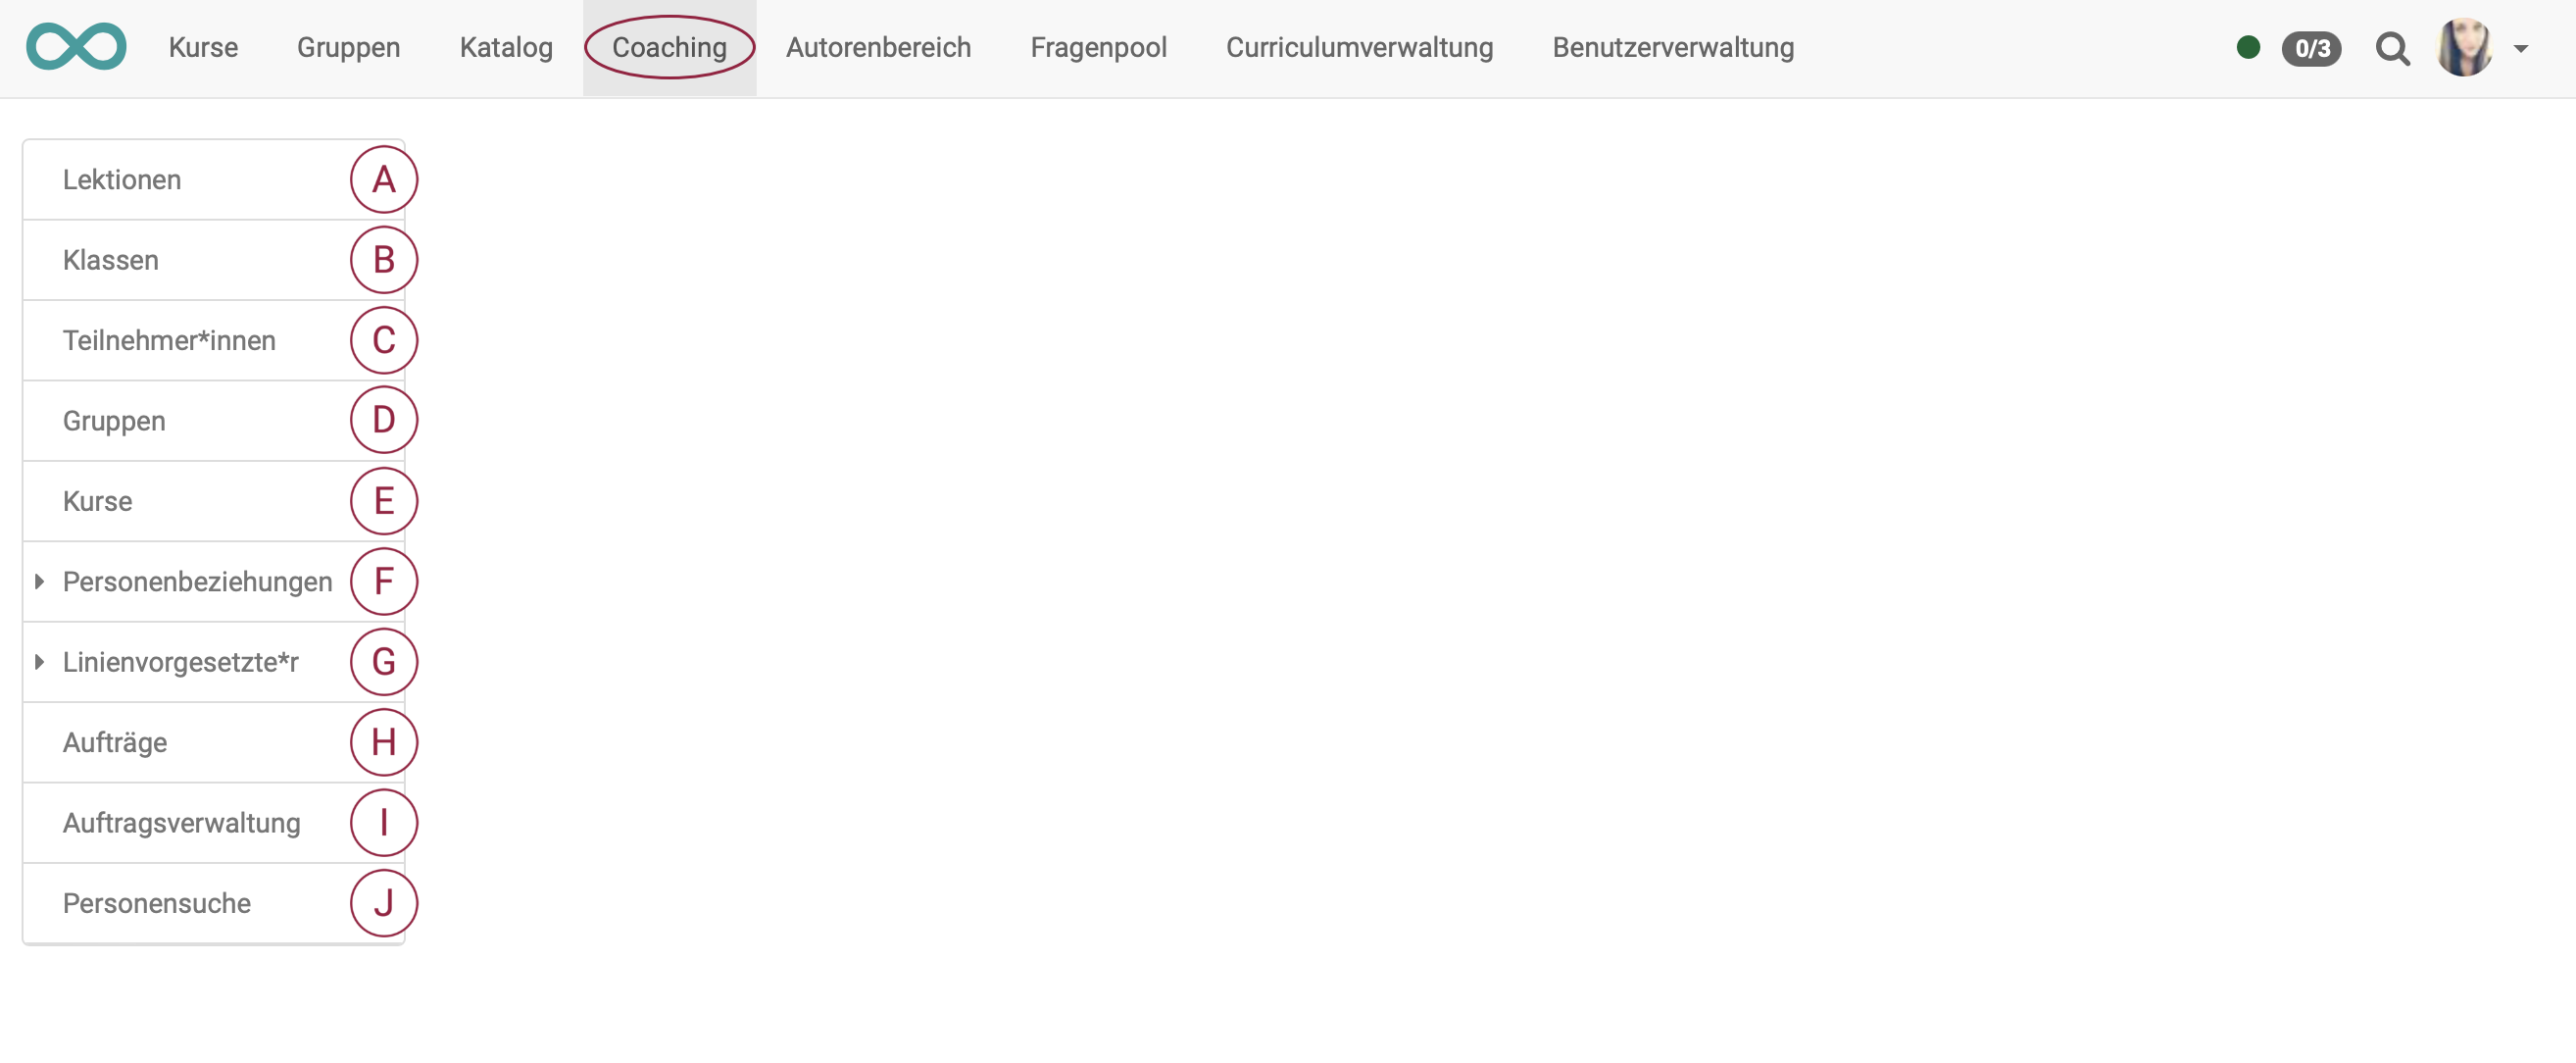 Kurse Gruppen Katalog Coaching Autorenbereich Fragenpool Curriculumverwaltung Benutzerverwaltung 0/3
Lektionen A
Klassen B
Teilnehmer*innen C
Gruppen D
Kurse E
Personenbeziehungen F
Linienvorgesetzte*r G
Aufträge H
Auftragsverwaltung I
Personensuche J